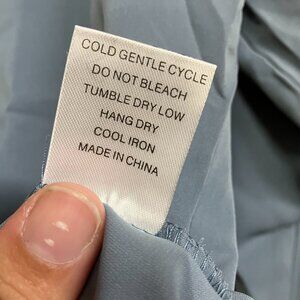 COLD GENTLE CYCLE
DO NOT BLEACH
TUMBLE DRY LOW
HANG DRY
COOL IRON
MADE IN CHINA